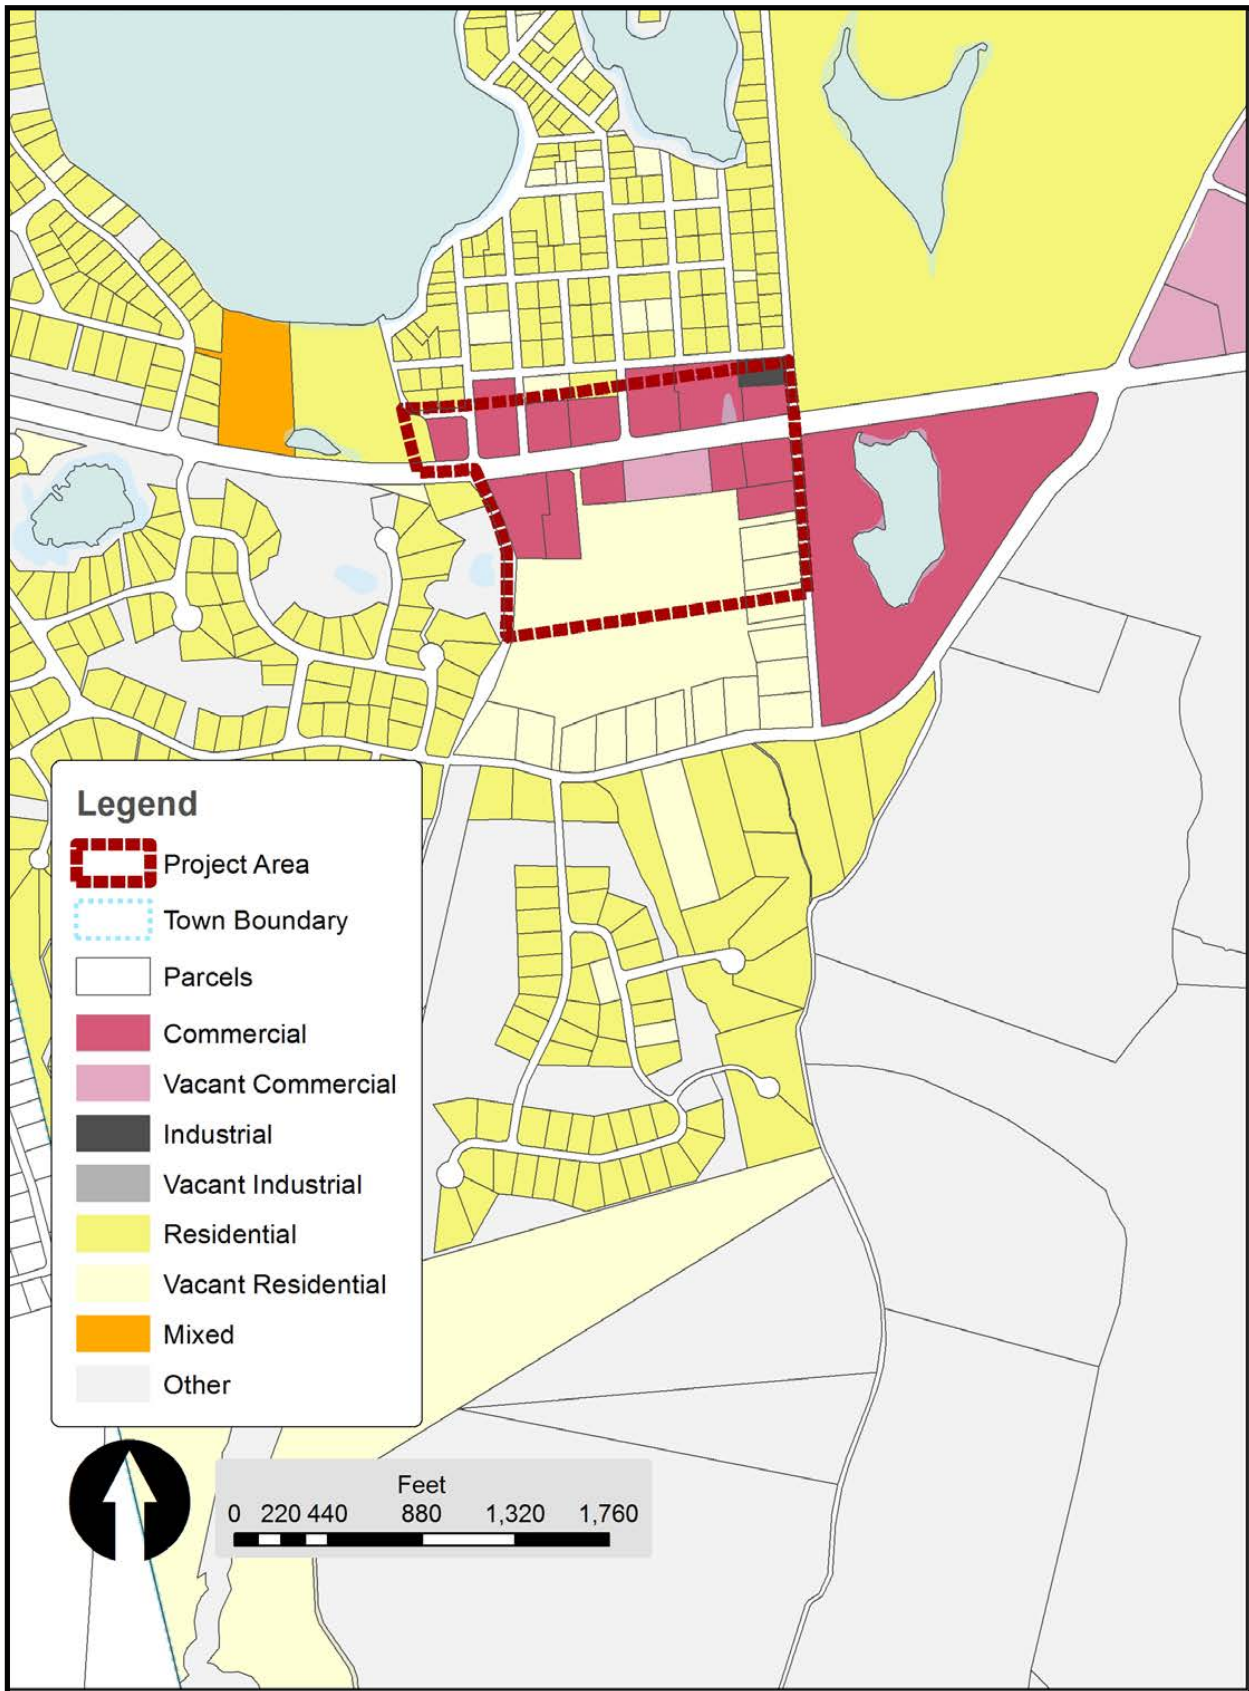 Legend
Project Area
Town Boundary
Parcels
Commercial
Vacant Commercial
Industrial
Vacant Industrial
Residential
Vacant Residential
Mixed
Other
Feet
0 220 440 880 1,320 1,760